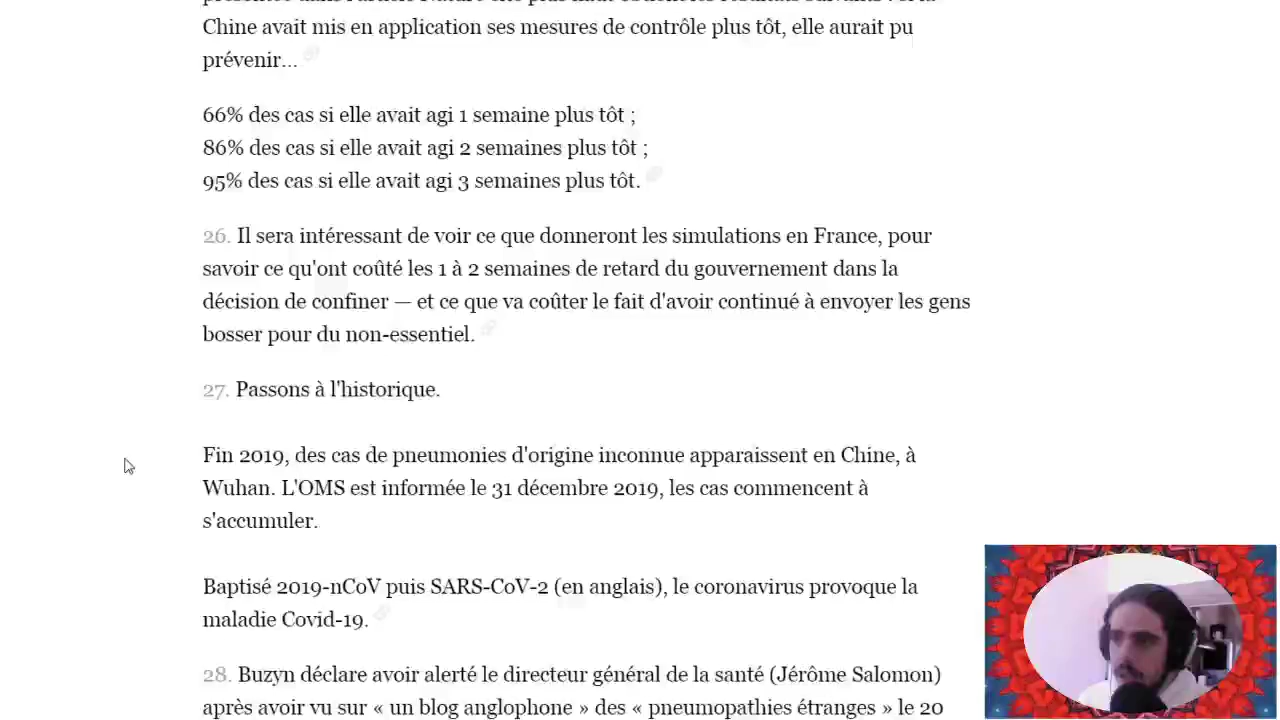 Chine avait mis en application ses mesures de contrôle plus tôt, elle aurait pu
prévenir...
66% des cas si elle avait agi 1 semaine plus tôt ;
86% des cas si elle avait agi 2 semaines plus tôt ;
95% des cas si elle avait agi 3 semaines plus tôt.
26. Il sera intéressant de voir ce que donneront les simulations en France, pour
savoir ce qu'ont coûté les 1 à 2 semaines de retard du gouvernement dans la
décision de confiner — et ce que va coûter le fait d'avoir continué à envoyer les gens
bosser pour du non-essentiel.
27. Passons à l'historique.
Fin 2019, des cas de pneumonies d'origine inconnue apparaissent en Chine, à
Wuhan. L'OMS est informée le 31 décembre 2019, les cas commencent à
s'accumuler.
Baptisé 2019-nCoV puis SARS-CoV-2 (en anglais), le coronavirus provoque la
maladie Covid-19.
28. Buzyn déclare avoir alerté le directeur général de la santé (Jérôme Salomon)
après avoir vu sur « un blog anglophone » des « pneumopathies étranges » le 20